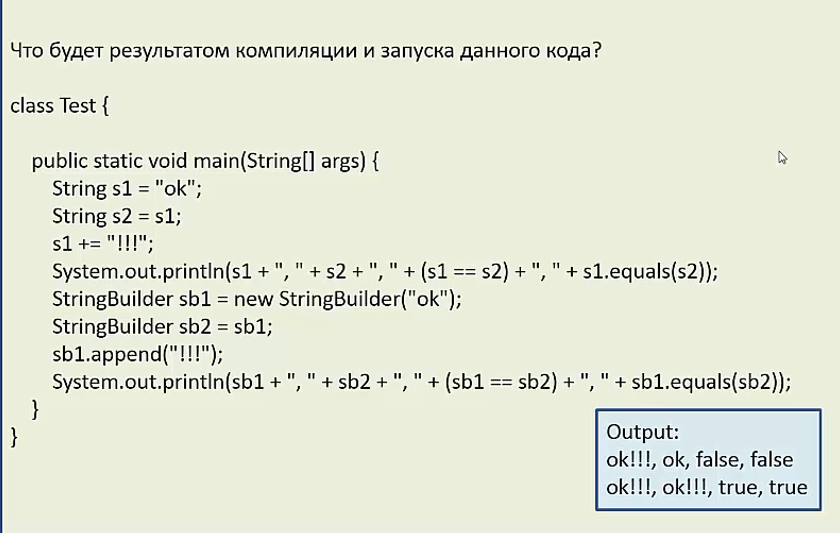 Что будет результатом компиляции и запуска данного кода?
class Test {
public static void main(String[] args) {
String s1 = "ok";
String s2 = s1;
s1 += "!!!";
System.out.println(s1 + ", " + s2 + ", " + (s1 == s2) + ", " + s1.equals(s2));
StringBuilder sb1 = new StringBuilder("ok");
StringBuilder sb2 = sb1;
sb1.append("!!!");
System.out.println(sb1 + ", " + sb2 + ", " + (sb1 == sb2) + ", " + sb1.equals(sb2));
}
}
Output:
ok!!!, ok, false, false
ok!!!, ok!!!, true, true